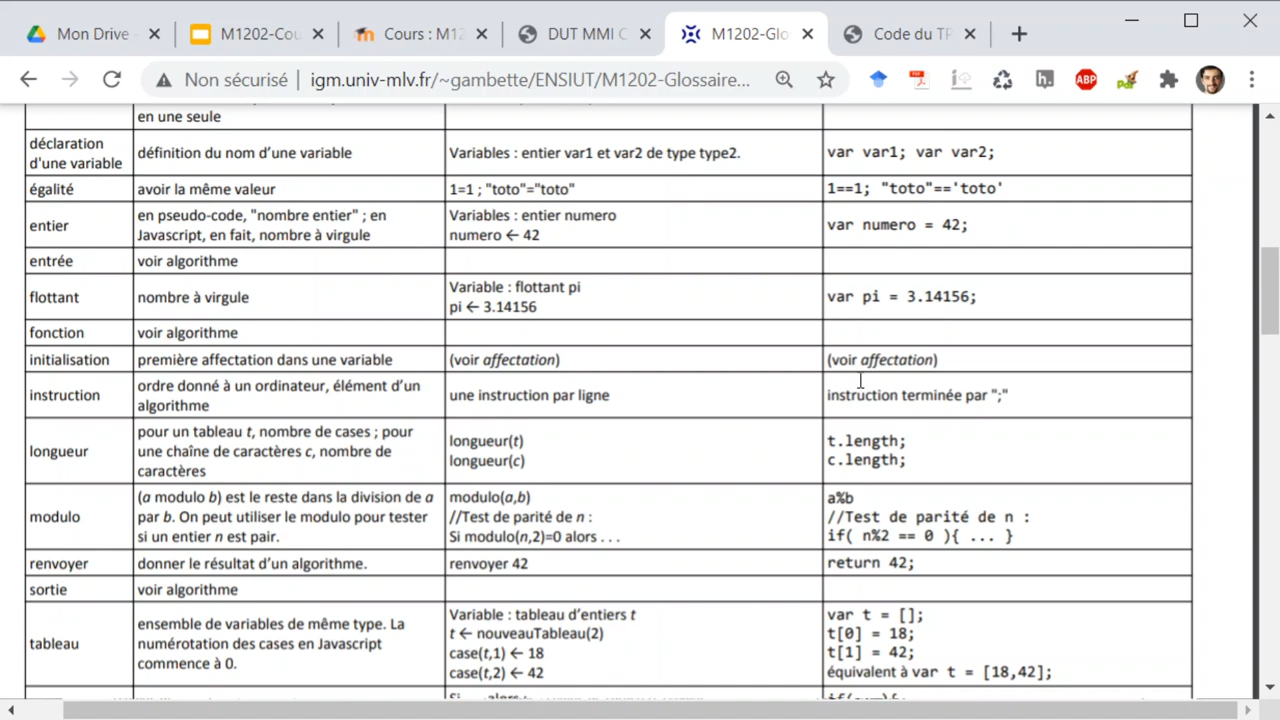 Mon Drive
M1202-Cou
Cours : M12
DUT MMI C
M1202-Glo
Code du TP
Non sécurisé
igm.univ-mlv.fr/~gambette/ENSIUT/M1202-Glossaire...
en une seule
déclaration
d'une variable
définition du nom d'une variable
Variables : entier var1 et var2 de type type2.
var var1; var var2;
égalité
avoir la même valeur
1=1 ; "toto"="toto"
1==1; "toto"=='toto'
entier
en pseudo-code, "nombre entier" ; en
Javascript, en fait, nombre à virgule
Variables : entier numero
numero ← 42
var numero = 42;
entrée
voir algorithme
flottant
nombre à virgule
Variable : flottant pi
pi ← 3.14156
var pi = 3.14156;
fonction
voir algorithme
initialisation
première affectation dans une variable
(voir affectation)
(voir affectation)
instruction
ordre donné à un ordinateur, élément d'un
algorithme
une instruction par ligne
instruction terminée par ";"
longueur
pour un tableau t, nombre de cases ; pour
une chaîne de caractères c, nombre de
caractères
longueur(t)
longueur(c)
t.length;
c.length;
modulo
(a modulo b) est le reste dans la division de a
par b. On peut utiliser le modulo pour tester
si un entier n est pair.
modulo(a,b)
//Test de parité de n :
Si modulo(n,2)=0 alors . . .
a%b
//Test de parité de n :
if( n%2 == 0 ){ ... }
renvoyer
donner le résultat d'un algorithme.
renvoyer 42
return 42;
sortie
voir algorithme
tableau
ensemble de variables de même type. La
numérotation des cases en Javascript
commence à 0.
Variable : tableau d'entiers t
t ← nouveauTableau(2)
case(t,1) ← 18
case(t,2) ← 42
var t = [];
t[0] = 18;
t[1] = 42;
équivalent à var t = [18,42];